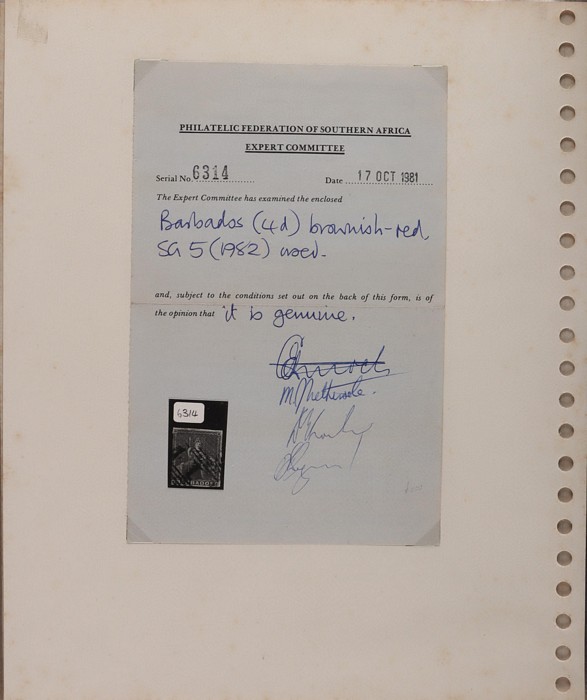 PHILATELIC FEDERATION OF SOUTHERN AFRICA
EXPERT COMMITTEE
Serial No. 6314 Date 17 OCT 1981
The Expert Committee has examined the enclosed
Barbados (4d) brownish-red,
SG 5 (1982) used.
and, subject to the conditions set out on the back of this form, is of
the opinion that it is genuine.
6314
BARBADOS